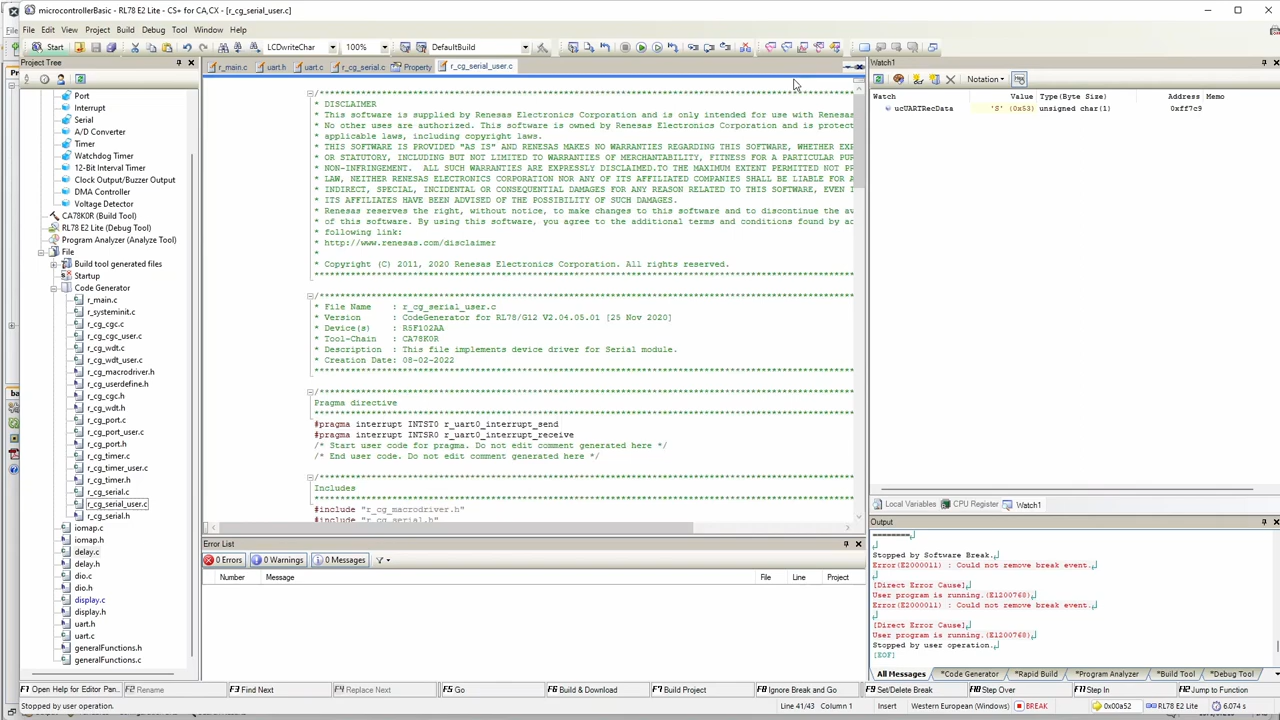 microcontrollerBasic - RL78 E2 Lite - CS+ for CA,CX - [r_cg_serial_user.c]
File Edit View Project Build Debug Tool Window Help
Start LCDWriteChar 100% DefaultBuild
Project Tree
Port
Interrupt
Serial
A/D Converter
Timer
Watchdog Timer
12-Bit Interval Timer
Clock Output/Buzzer Output
DMA Controller
Voltage Detector
CA78K0R (Build Tool)
RL78 E2 Lite (Debug Tool)
Program Analyzer (Analyze Tool)
File
Build tool generated files
Startup
Code Generator
r_main.c
r_systeminit.c
r_cg_cgc.c
r_cg_cgc_user.c
r_cg_wdt.c
r_cg_wdt_user.c
r_cg_macrodriver.h
r_cg_userdefine.h
r_cg_cgc.h
r_cg_wdt.h
r_cg_port.c
r_cg_port_user.c
r_cg_port.h
r_cg_timer.c
r_cg_timer_user.c
r_cg_timer.h
r_cg_serial.c
r_cg_serial_user.c
r_cg_serial.h
iomap.c
iomap.h
delay.c
delay.h
dio.c
dio.h
display.c
display.h
uart.h
uart.c
generalFunctions.h
generalFunctions.c
r_main.c uart.h uart.c r_cg_serial.c Property r_cg_serial_user.c
/***********************************************************
* DISCLAIMER
* This software is supplied by Renesas Electronics Corporation and is only intended for use with Renesas
* No other uses are authorized. This software is owned by Renesas Electronics Corporation and is protect
* applicable laws, including copyright laws.
* THIS SOFTWARE IS PROVIDED "AS IS" AND RENESAS MAKES NO WARRANTIES REGARDING THIS SOFTWARE, WHETHER EXP
* OR STATUTORY, INCLUDING BUT NOT LIMITED TO WARRANTIES OF MERCHANTABILITY, FITNESS FOR A PARTICULAR PUR
* NON-INFRINGEMENT.  ALL SUCH WARRANTIES ARE EXPRESSLY DISCLAIMED.TO THE MAXIMUM EXTENT PERMITTED NOT PR
* LAW, NEITHER RENESAS ELECTRONICS CORPORATION NOR ANY OF ITS AFFILIATED COMPANIES SHALL BE LIABLE FOR A
* INDIRECT, SPECIAL, INCIDENTAL OR CONSEQUENTIAL DAMAGES FOR ANY REASON RELATED TO THIS SOFTWARE, EVEN I
* ITS AFFILIATES HAVE BEEN ADVISED OF THE POSSIBILITY OF SUCH DAMAGES.
* Renesas reserves the right, without notice, to make changes to this software and to discontinue the av
* of this software. By using this software, you agree to the additional terms and conditions found by ac
* following link:
* http://www.renesas.com/disclaimer
*
* Copyright (C) 2011, 2020 Renesas Electronics Corporation. All rights reserved.
***********************************************************
/***********************************************************
* File Name : r_cg_serial_user.c
* Version : CodeGenerator for RL78/G12 V2.04.05.01 [25 Nov 2020]
* Device(s) : R5F102AA
* Tool-Chain : CA78K0R
* Description : This file implements device driver for Serial module.
* Creation Date: 08-02-2022
***********************************************************
/***********************************************************
Pragma directive
***********************************************************
#pragma interrupt INTST0 r_uart0_interrupt_send
#pragma interrupt INTSR0 r_uart0_interrupt_receive
/* Start user code for pragma. Do not edit comment generated here */
/* End user code. Do not edit comment generated here */
/***********************************************************
Includes
***********************************************************
#include "r_cg_macrodriver.h"
#include "r_cg_serial.h"
Error List
0 Errors 0 Warnings 0 Messages
Number Message File Line Project
Watch1
Notation
Watch Value Type(Byte Size) Address Memo
ucUARTRecData 'S' (0x53) unsigned char(1) 0xff7c9
Local Variables CPU Register Watch1
Output
========
Stopped by Software Break.
Error(E2000011) : Could not remove break event.
[Direct Error Cause]
User program is running.(E1200768)
Error(E2000011) : Could not remove break event.
[Direct Error Cause]
User program is running.(E1200768)
Stopped by user operation.
[EOF]
All Messages *Code Generator *Rapid Build *Program Analyzer *Build Tool *Debug Tool
F1 Open Help for Editor Pan... F2 Rename F3 Find Next F4 Replace Next F5 Go F6 Build & Download F7 Build Project F8 Ignore Break and Go F9 Set/Delete Break F10 Step Over F11 Step In F12 Jump to Function
Stopped by user operation. Line 41/43 Column 1 Insert Western European (Windows) BREAK 0x00a52 RL78 E2 Lite 6.074 s